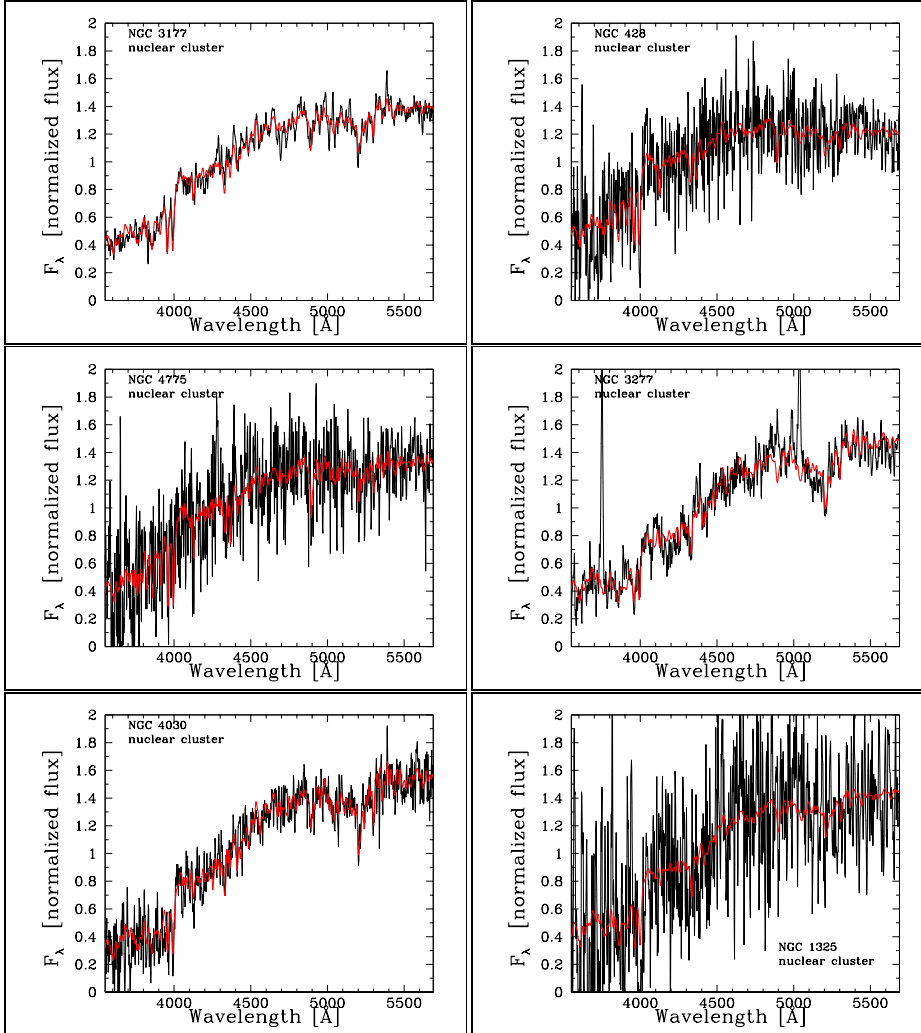 NGC 3177
nuclear cluster
2
1.8
1.6
1.4
1.2
1
0.8
0.6
0.4
0.2
0
F_λ [normalized flux]
4000 4500 5000 5500
Wavelength [Å]
NGC 428
nuclear cluster
2
1.8
1.6
1.4
1.2
1
0.8
0.6
0.4
0.2
0
F_λ [normalized flux]
4000 4500 5000 5500
Wavelength [Å]
NGC 4775
nuclear cluster
2
1.8
1.6
1.4
1.2
1
0.8
0.6
0.4
0.2
0
F_λ [normalized flux]
4000 4500 5000 5500
Wavelength [Å]
NGC 3277
nuclear cluster
2
1.8
1.6
1.4
1.2
1
0.8
0.6
0.4
0.2
0
F_λ [normalized flux]
4000 4500 5000 5500
Wavelength [Å]
NGC 4030
nuclear cluster
2
1.8
1.6
1.4
1.2
1
0.8
0.6
0.4
0.2
0
F_λ [normalized flux]
4000 4500 5000 5500
Wavelength [Å]
2
1.8
1.6
1.4
1.2
1
0.8
0.6
0.4
0.2
0
F_λ [normalized flux]
NGC 1325
nuclear cluster
4000 4500 5000 5500
Wavelength [Å]